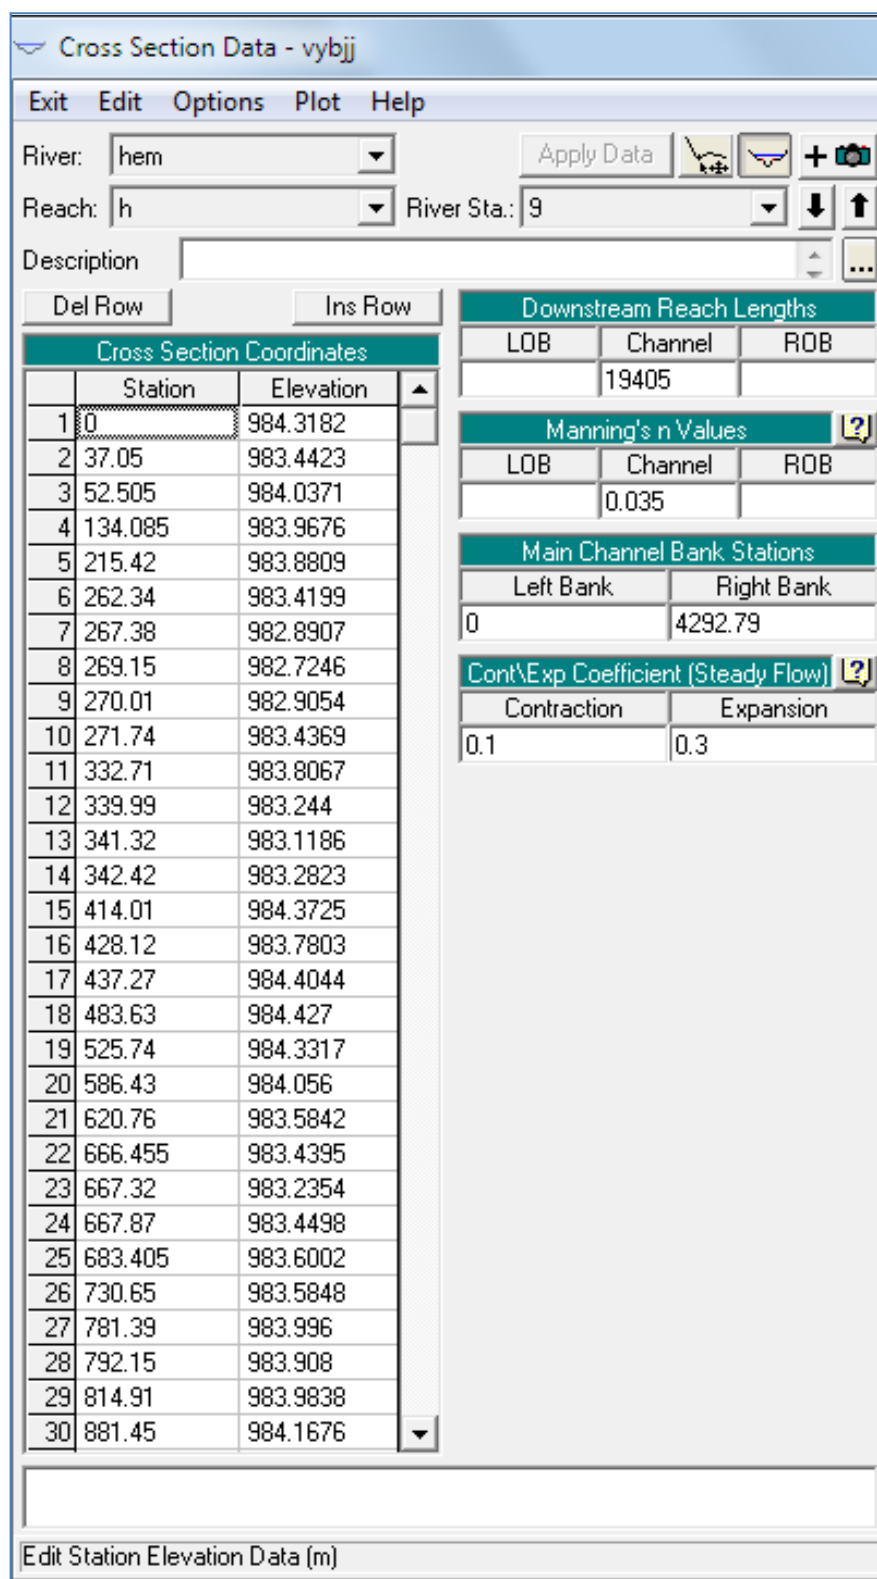 Cross Section Data - vybjj
Exit Edit Options Plot Help
River: hem Apply Data
Reach: h River Sta.: 9
Description ...
Del Row Ins Row
Cross Section Coordinates
Station Elevation
1 0 984.3182
2 37.05 983.4423
3 52.505 984.0371
4 134.085 983.9676
5 215.42 983.8809
6 262.34 983.4199
7 267.38 982.8907
8 269.15 982.7246
9 270.01 982.9054
10 271.74 983.4369
11 332.71 983.8067
12 339.99 983.244
13 341.32 983.1186
14 342.42 983.2823
15 414.01 984.3725
16 428.12 983.7803
17 437.27 984.4044
18 483.63 984.427
19 525.74 984.3317
20 586.43 984.056
21 620.76 983.5842
22 666.455 983.4395
23 667.32 983.2354
24 667.87 983.4498
25 683.405 983.6002
26 730.65 983.5848
27 781.39 983.996
28 792.15 983.908
29 814.91 983.9838
30 881.45 984.1676
Downstream Reach Lengths
LOB Channel ROB
19405
Manning's n Values ?
LOB Channel ROB
0.035
Main Channel Bank Stations
Left Bank Right Bank
0 4292.79
Cont\Exp Coefficient (Steady Flow) ?
Contraction Expansion
0.1 0.3
Edit Station Elevation Data (m)